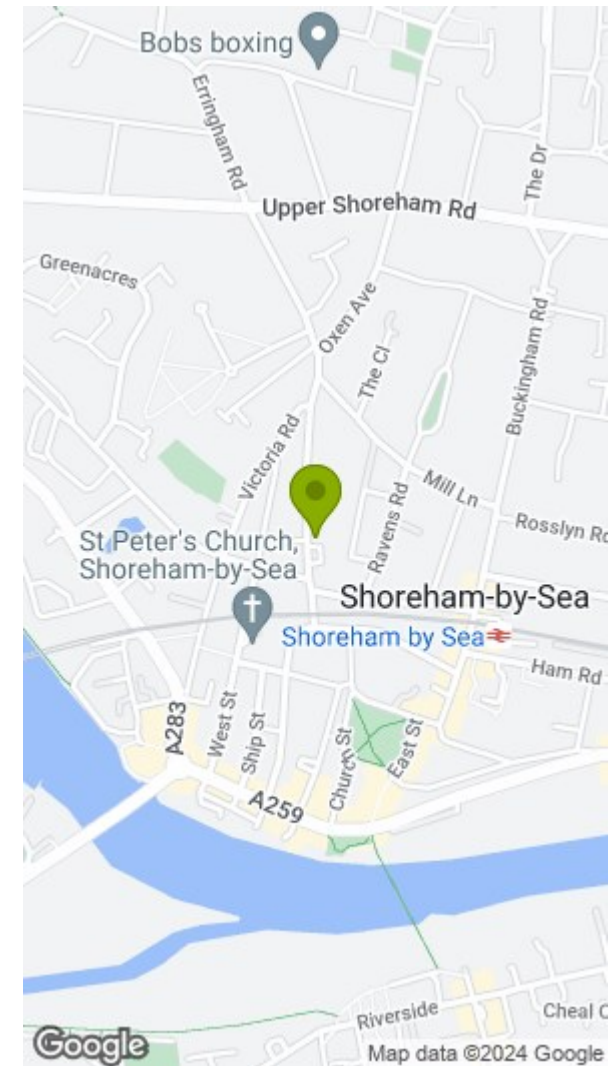 Bobs boxing
Erringham Rd
The Dr
Upper Shoreham Rd
Greenacres
Oxen Ave
The Cl
Buckingham Rd
Victoria Rd
Mill Ln
Ravens Rd
Rosslyn Rd
St Peter's Church,
Shoreham-by-Sea
Shoreham-by-Sea
Shoreham by Sea
Ham Rd
A283
West St
Ship St
Church St
East St
A259
Riverside
Cheal C
Google
Map data ©2024 Google